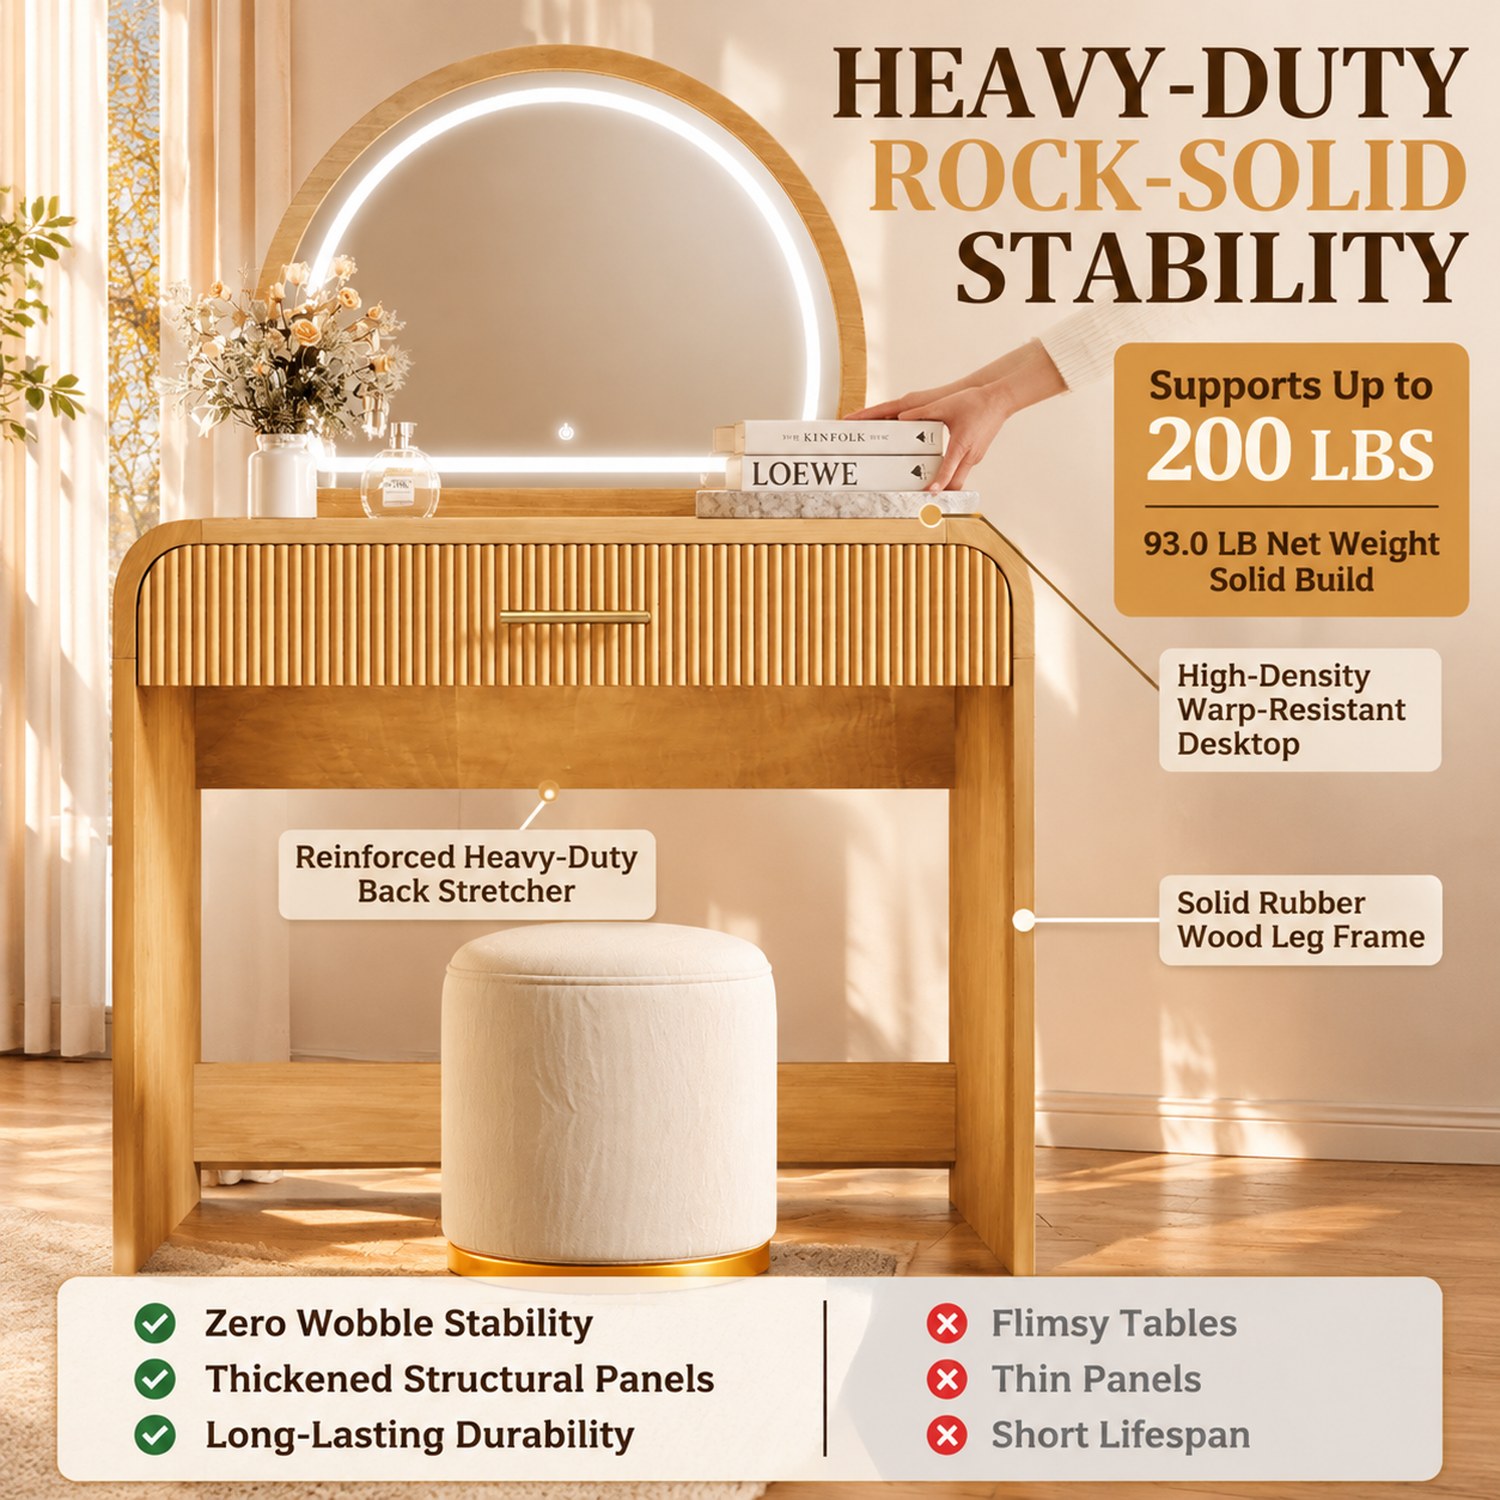 HEAVY-DUTY
ROCK-SOLID
STABILITY
Supports Up to
200 LBS
93.0 LB Net Weight
Solid Build
KINFOLK
LOEWE
High-Density
Warp-Resistant
Desktop
Reinforced Heavy-Duty
Back Stretcher
Solid Rubber
Wood Leg Frame
Zero Wobble Stability
Thickened Structural Panels
Long-Lasting Durability
Flimsy Tables
Thin Panels
Short Lifespan